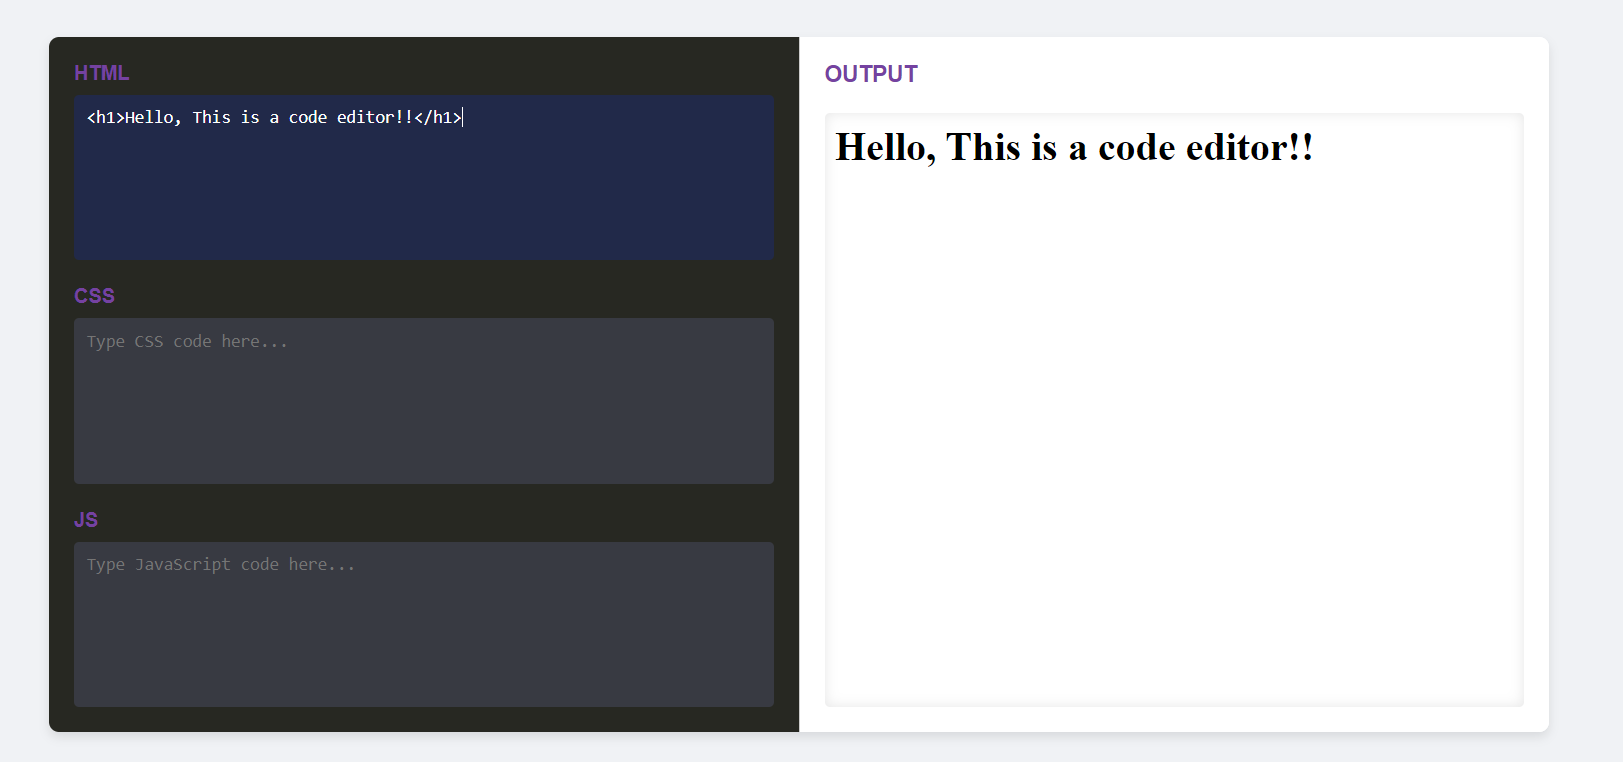 HTML
<h1>Hello, This is a code editor!!</h1>
CSS
Type CSS code here...
JS
Type JavaScript code here...
OUTPUT
Hello, This is a code editor!!